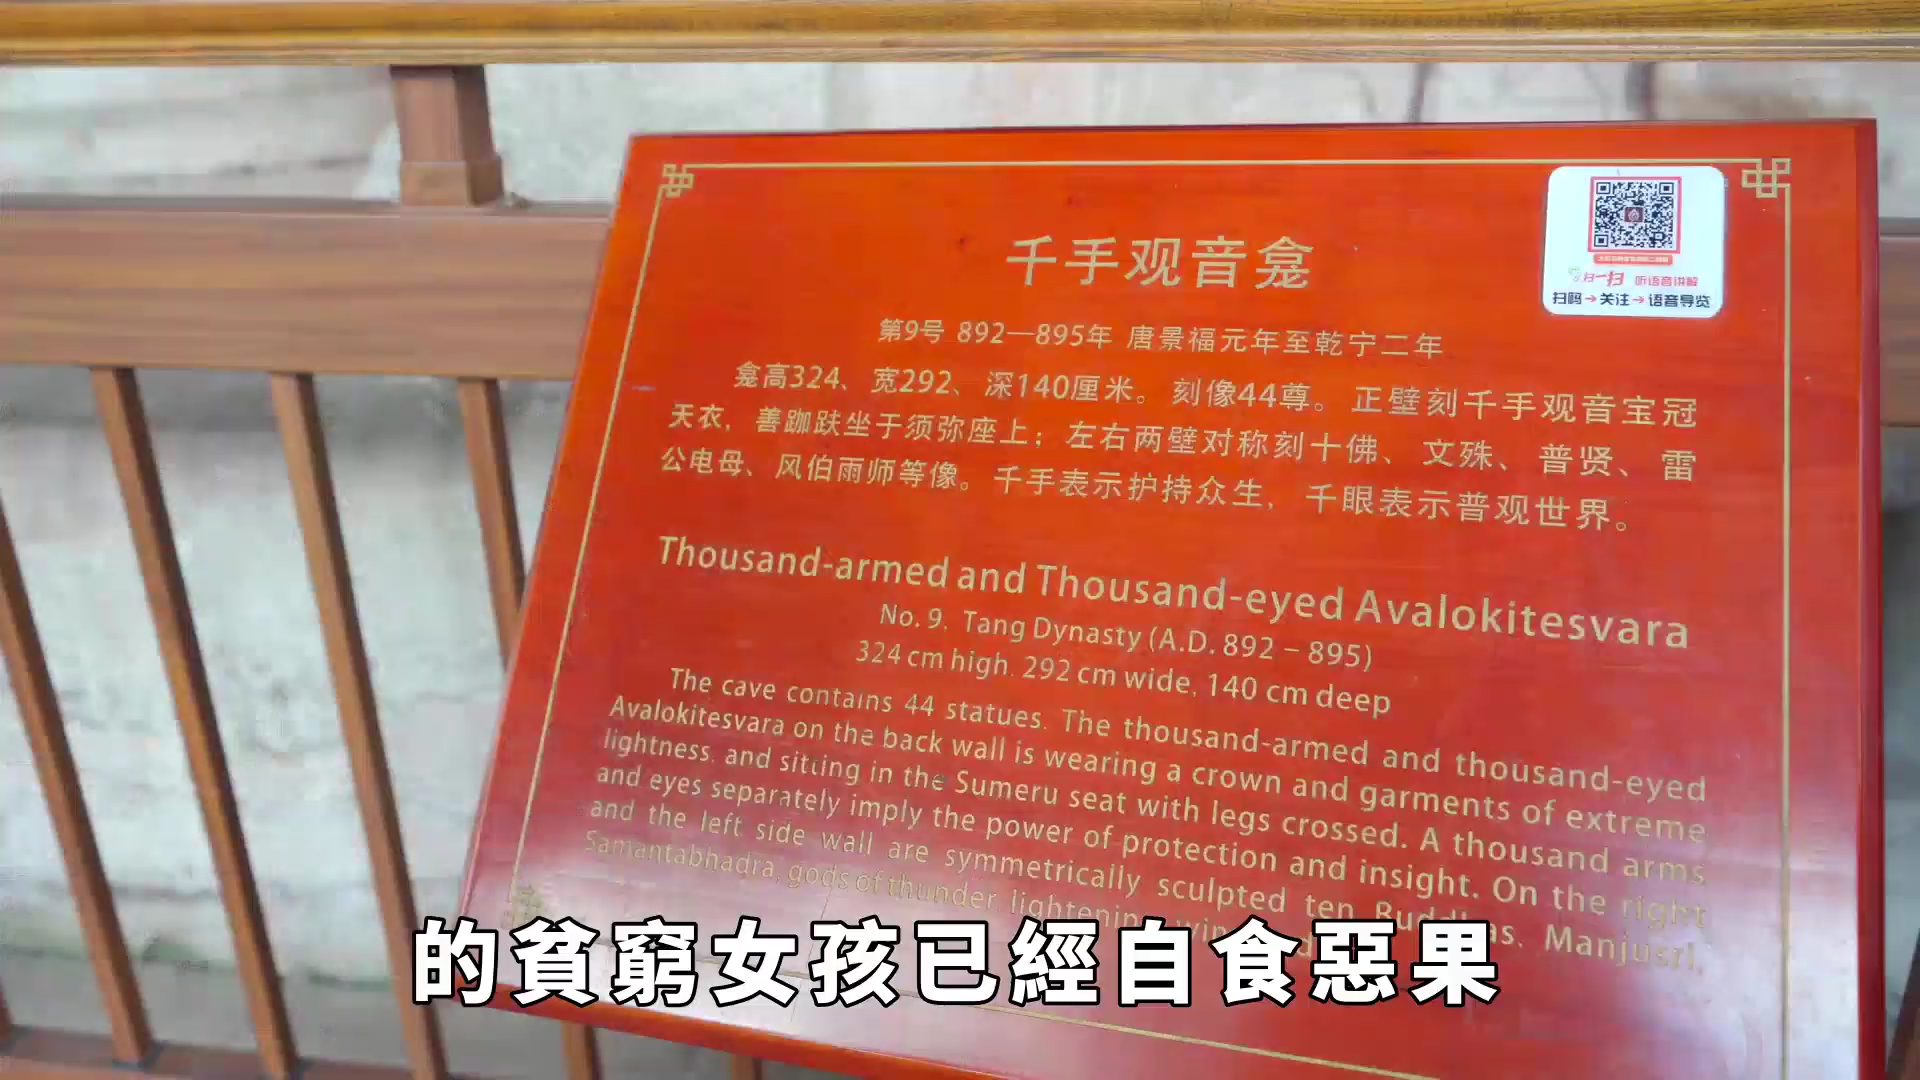 千手观音龛
扫一扫 听语音讲解
扫码→关注→语音导览
第9号 892—895年 唐景福元年至乾宁二年
龛高324、宽292、深140厘米。刻像44尊。正壁刻千手观音宝冠
天衣，善跏趺坐于须弥座上；左右两壁对称刻十佛、文殊、普贤、雷
公电母、风伯雨师等像。千手表示护持众生，千眼表示普观世界。
Thousand-armed and Thousand-eyed Avalokitesvara
No. 9. Tang Dynasty (A.D. 892 – 895)
324 cm high, 292 cm wide, 140 cm deep
The cave contains 44 statues. The thousand-armed and thousand-eyed
Avalokitesvara on the back wall is wearing a crown and garments of extreme
lightness, and sitting in the Sumeru seat with legs crossed. A thousand arms
and eyes separately imply the power of protection and insight. On the right
and the left side wall are symmetrically sculpted ten Buddhas, Manjusri,
Samantabhadra, gods of thunder, lightening
的貧窮女孩已經自食惡果